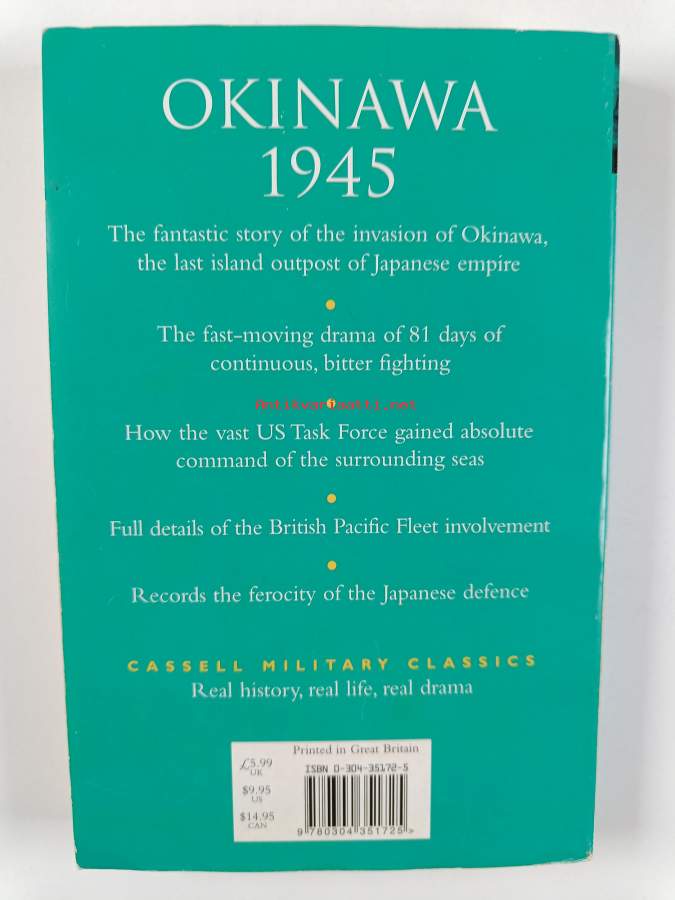 OKINAWA
1945
The fantastic story of the invasion of Okinawa,
the last island outpost of Japanese empire
The fast-moving drama of 81 days of
continuous, bitter fighting
Antikvariaatti.net
How the vast US Task Force gained absolute
command of the surrounding seas
Full details of the British Pacific Fleet involvement
Records the ferocity of the Japanese defence
CASSELL MILITARY CLASSICS
Real history, real life, real drama
Printed in Great Britain
£5.99
UK
ISBN 0-304-35172-5
$9.95
US
$14.95
CAN
9 780304 351725 >